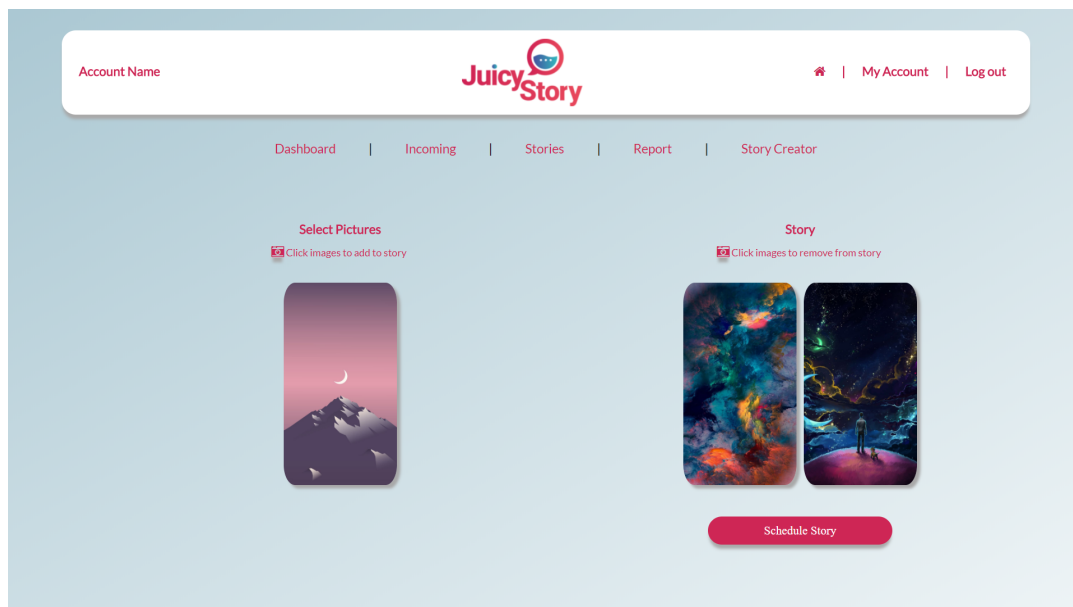 Account Name
Juicy
Story
| My Account | Log out
Dashboard | Incoming | Stories | Report | Story Creator
Select Pictures
Click images to add to story
Story
Click images to remove from story
Schedule Story